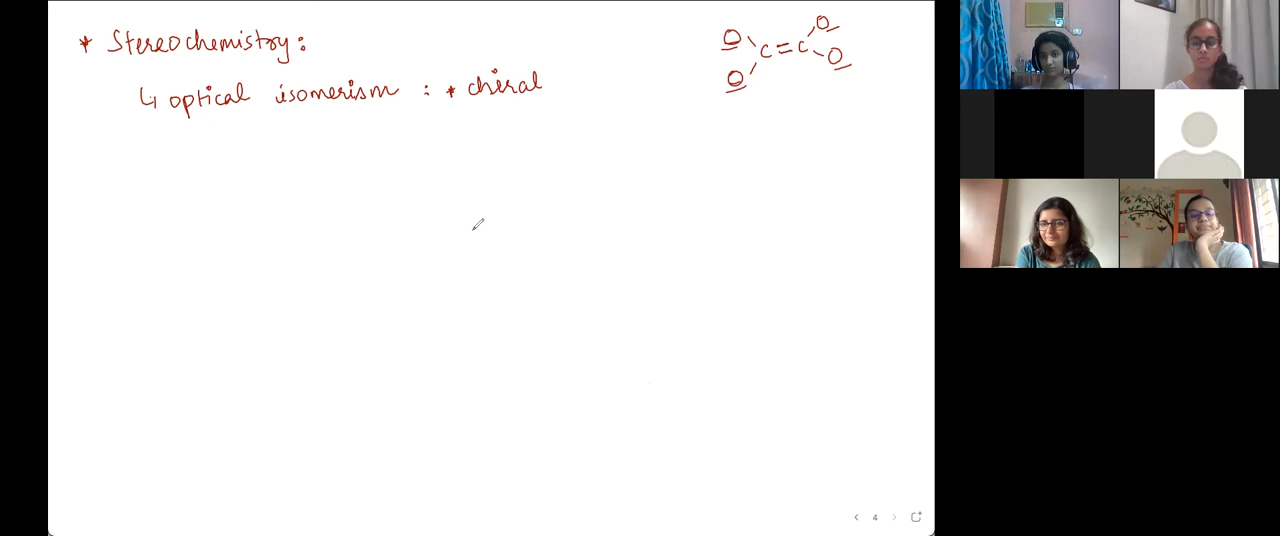 * Stereochemistry:
↳ optical isomerism : * chiral
C=C
4